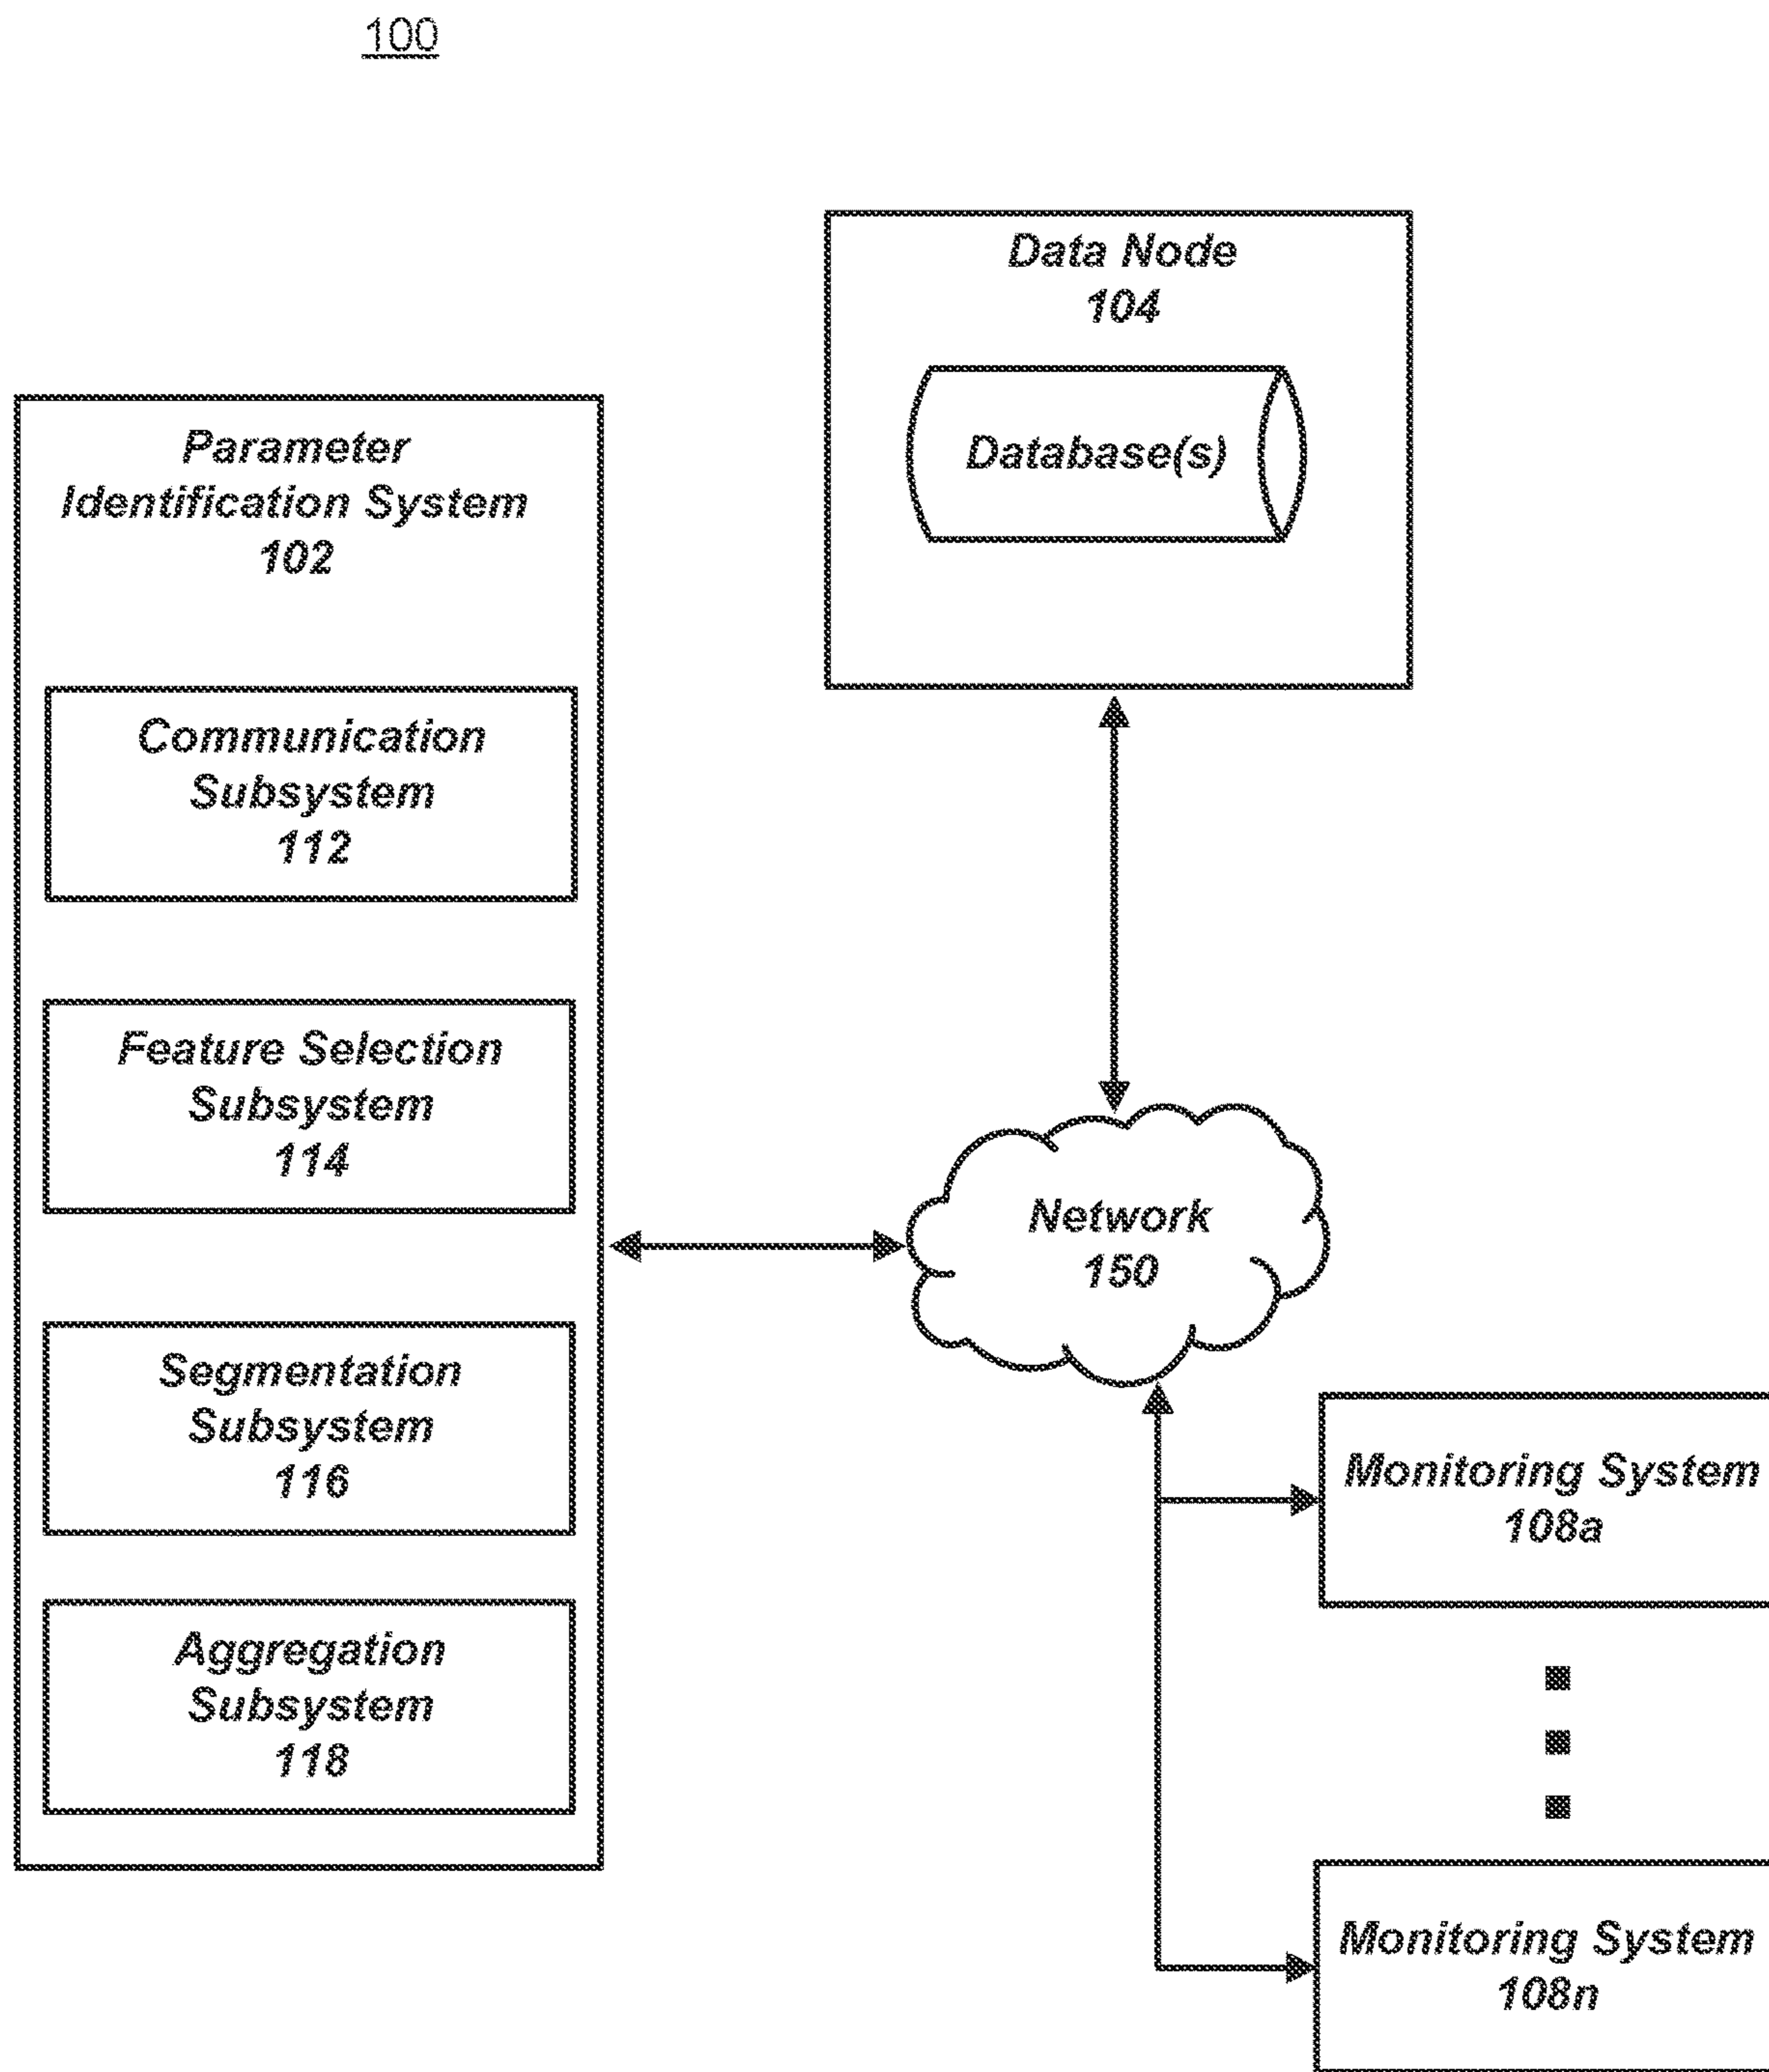 100
Data Node
104
Database(s)
Parameter
Identification System
102
Communication
Subsystem
112
Feature Selection
Subsystem
114
Segmentation
Subsystem
116
Aggregation
Subsystem
118
Network
150
Monitoring System
108a
Monitoring System
108n